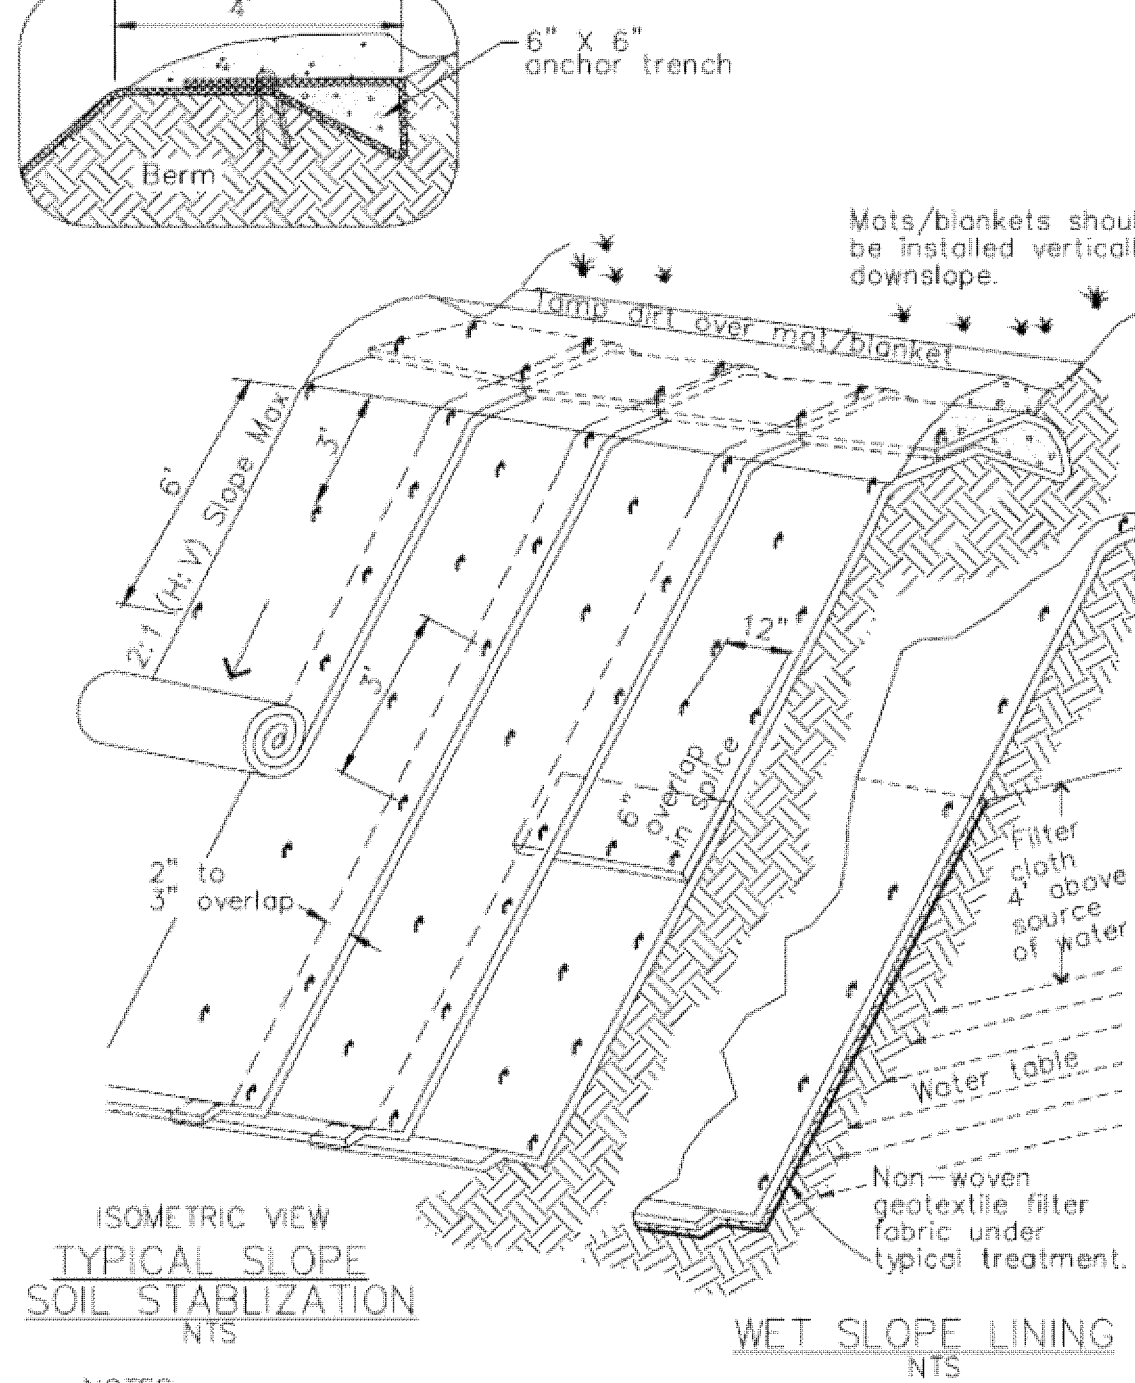 4'
6" X 6"
anchor trench
Berm
Mats/blankets shoul
be installed verticall
downslope.
Tamp dirt over mat/blanket
6'
3'
2:1 (H:V) Slope Max
12"
3'
6"
overlap
in splice
2" to
3" overlap
Filter
cloth
4' above
source
of water
Water table
Non-woven
geotextile filter
fabric under
typical treatment.
ISOMETRIC VIEW
TYPICAL SLOPE
SOIL STABLIZATION
NTS
WET SLOPE LINING
NTS
NOTES